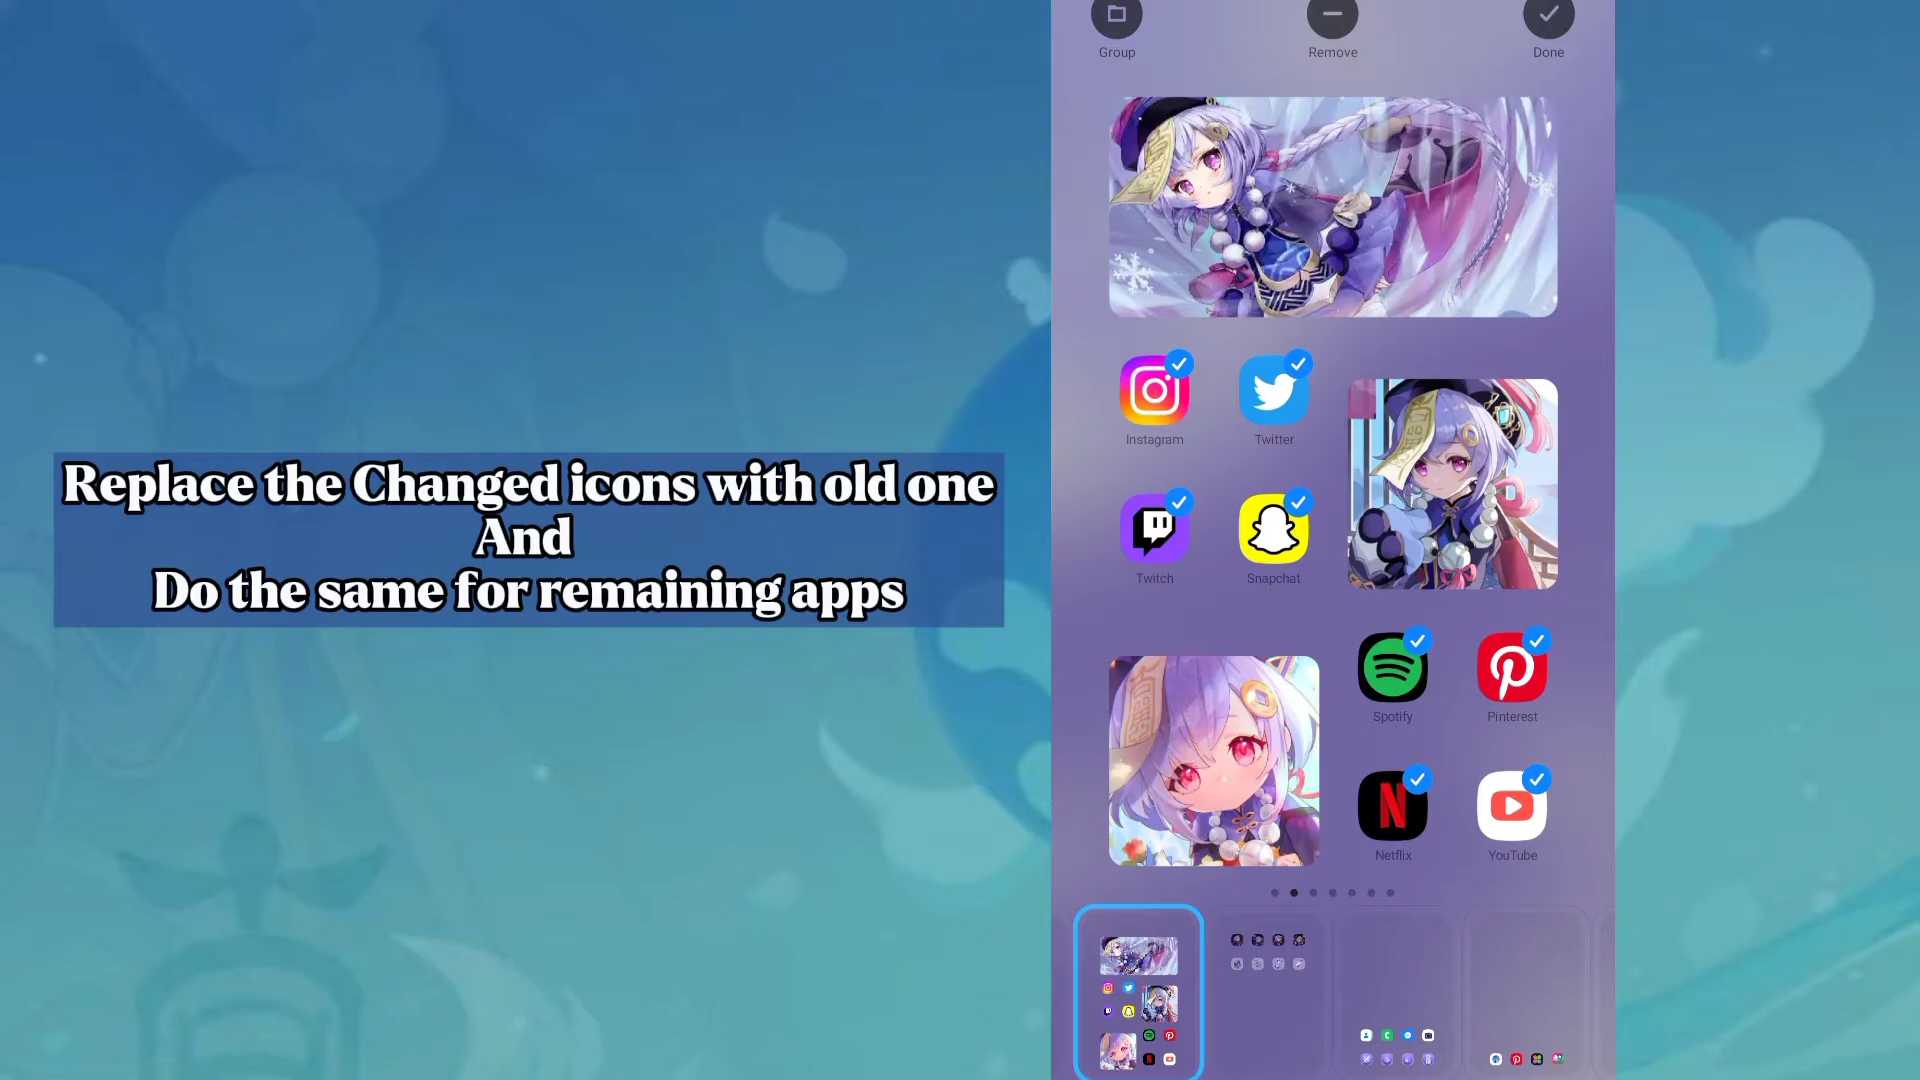 Group
Remove
Done
Replace the Changed icons with old one
And
Do the same for remaining apps
Instagram
Twitter
Twitch
Snapchat
Spotify
Pinterest
Netflix
YouTube